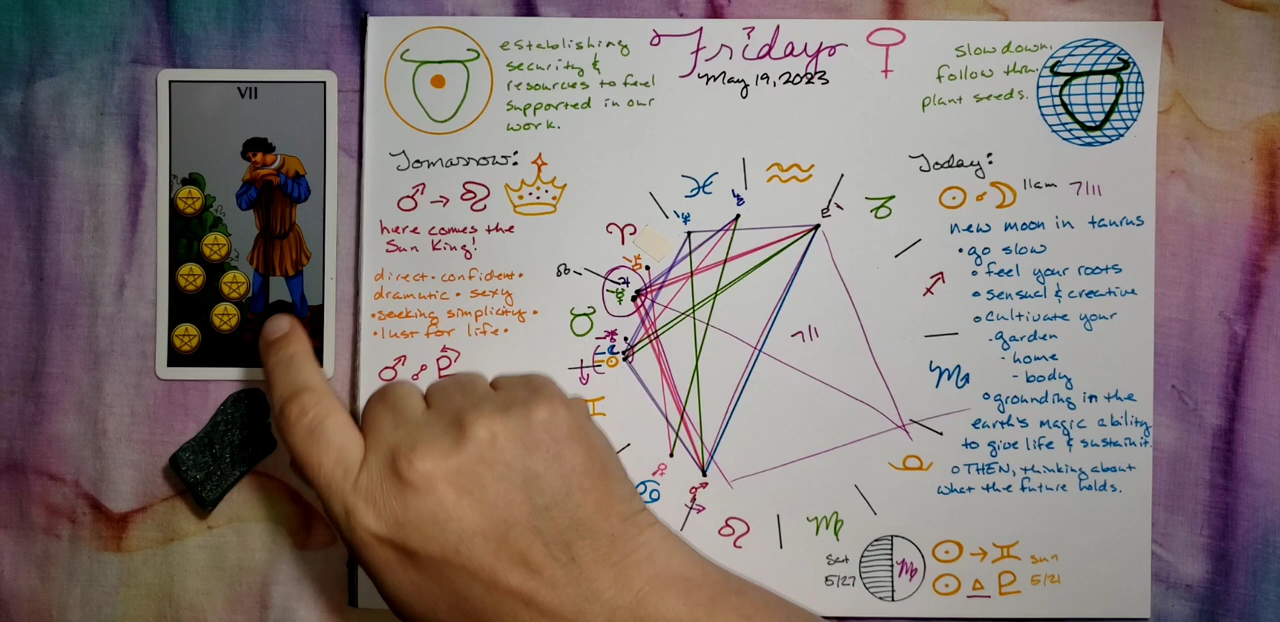 VII
establishing
security &
resources to feel
supported in our
work.
Friday
May 19, 2023
slow down.
follow thru.
plant seeds.
Tomarrow:
♂ → ♌
here comes the
Sun King!
direct · confident ·
dramatic · sexy
· seeking simplicity ·
· lust for life ·
♂ ☍
Today:
☉ ☌ ☽ 11am 7/11
new moon in taurus
• go slow
◦ feel your roots
◦ sensual & creative
◦ cultivate your
- garden
- home
- body
◦ grounding in the
earth's magic ability
to give life & sustain it.
◦ THEN, thinking about
what the future holds.
7/11
♓
♒
♑
♈
♐
♉
♏
♊
♎
♋
♌
♍
Sat
5/27
♍
☉ → ♊ sun
☉ △ ♇ 5/21